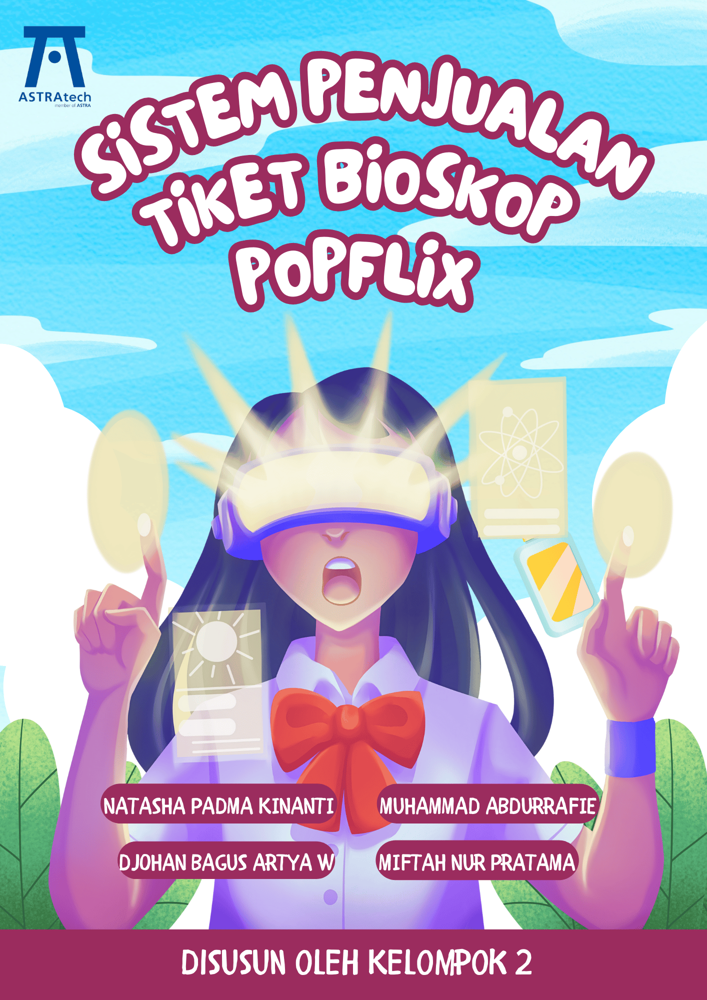 ASTRAtech
member of ASTRA
SiSTEM PENJUALAN
TiKET BiOSKOP
POPFLiX
NATASHA PADMA KINANTI
MUHAMMAD ABDURRAFIE
DJOHAN BAGUS ARTYA W
MIFTAH NUR PRATAMA
DISUSUN OLEH KELOMPOK 2